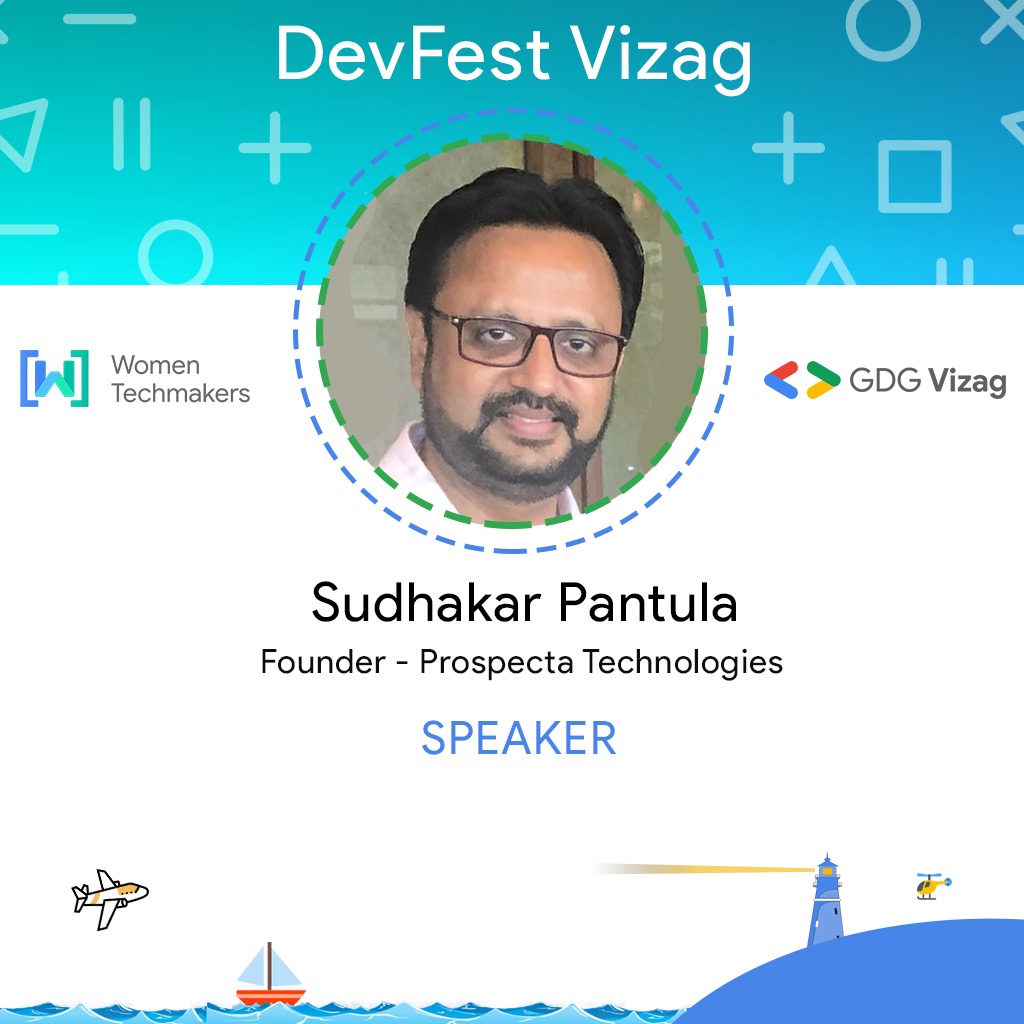 DevFest Vizag
Women
Techmakers
GDG Vizag
Sudhakar Pantula
Founder - Prospecta Technologies
SPEAKER